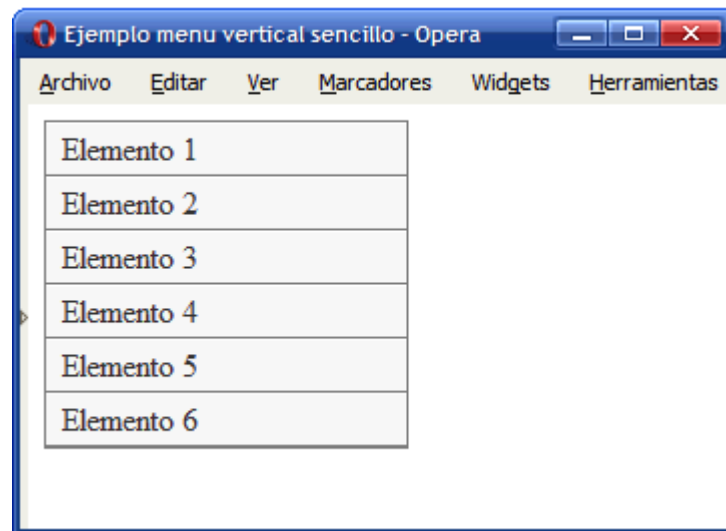 Ejemplo menu vertical sencillo - Opera
Archivo Editar Ver Marcadores Widgets Herramientas
Elemento 1
Elemento 2
Elemento 3
Elemento 4
Elemento 5
Elemento 6